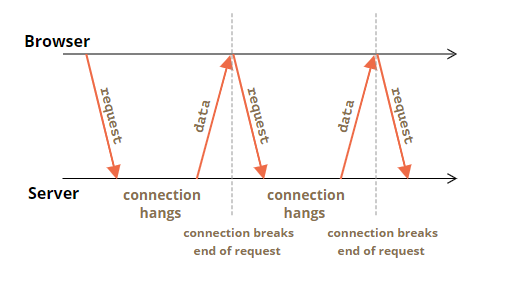 Browser
request
data
request
data
request
Server
connection
hangs
connection
hangs
connection breaks
end of request
connection breaks
end of request